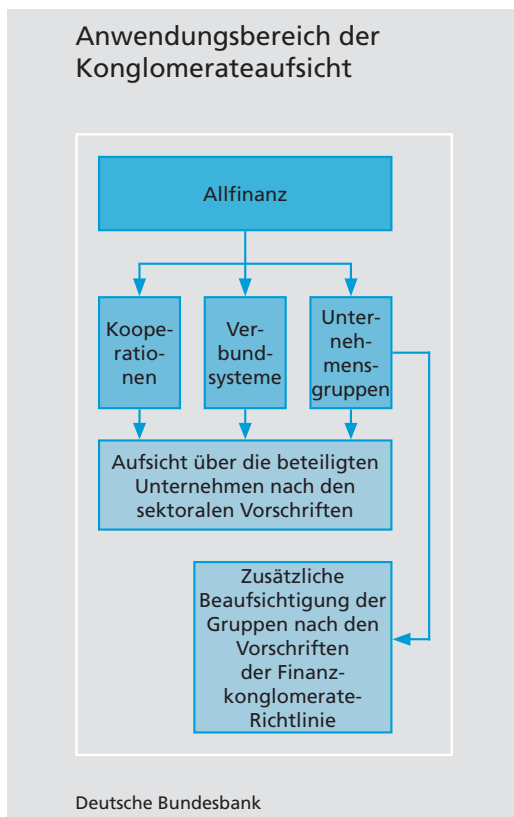 Anwendungsbereich der
Konglomerateaufsicht
Allfinanz
Koope-
ratio-
nen
Ver-
bund-
systeme
Unter-
neh-
mens-
gruppen
Aufsicht über die beteiligten
Unternehmen nach den
sektoralen Vorschriften
Zusätzliche
Beaufsichtigung der
Gruppen nach den
Vorschriften
der Finanz-
konglomerate-
Richtlinie
Deutsche Bundesbank